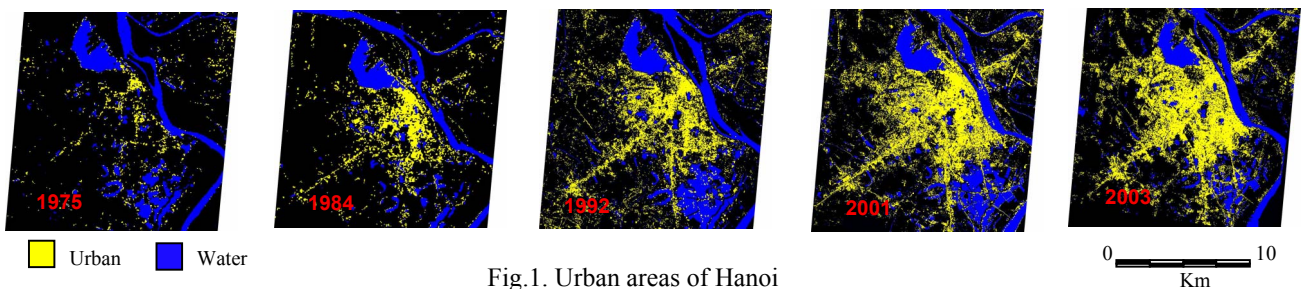 1975
1984
1992
2001
2003
Urban
Water
0 10
Km
Fig.1. Urban areas of Hanoi